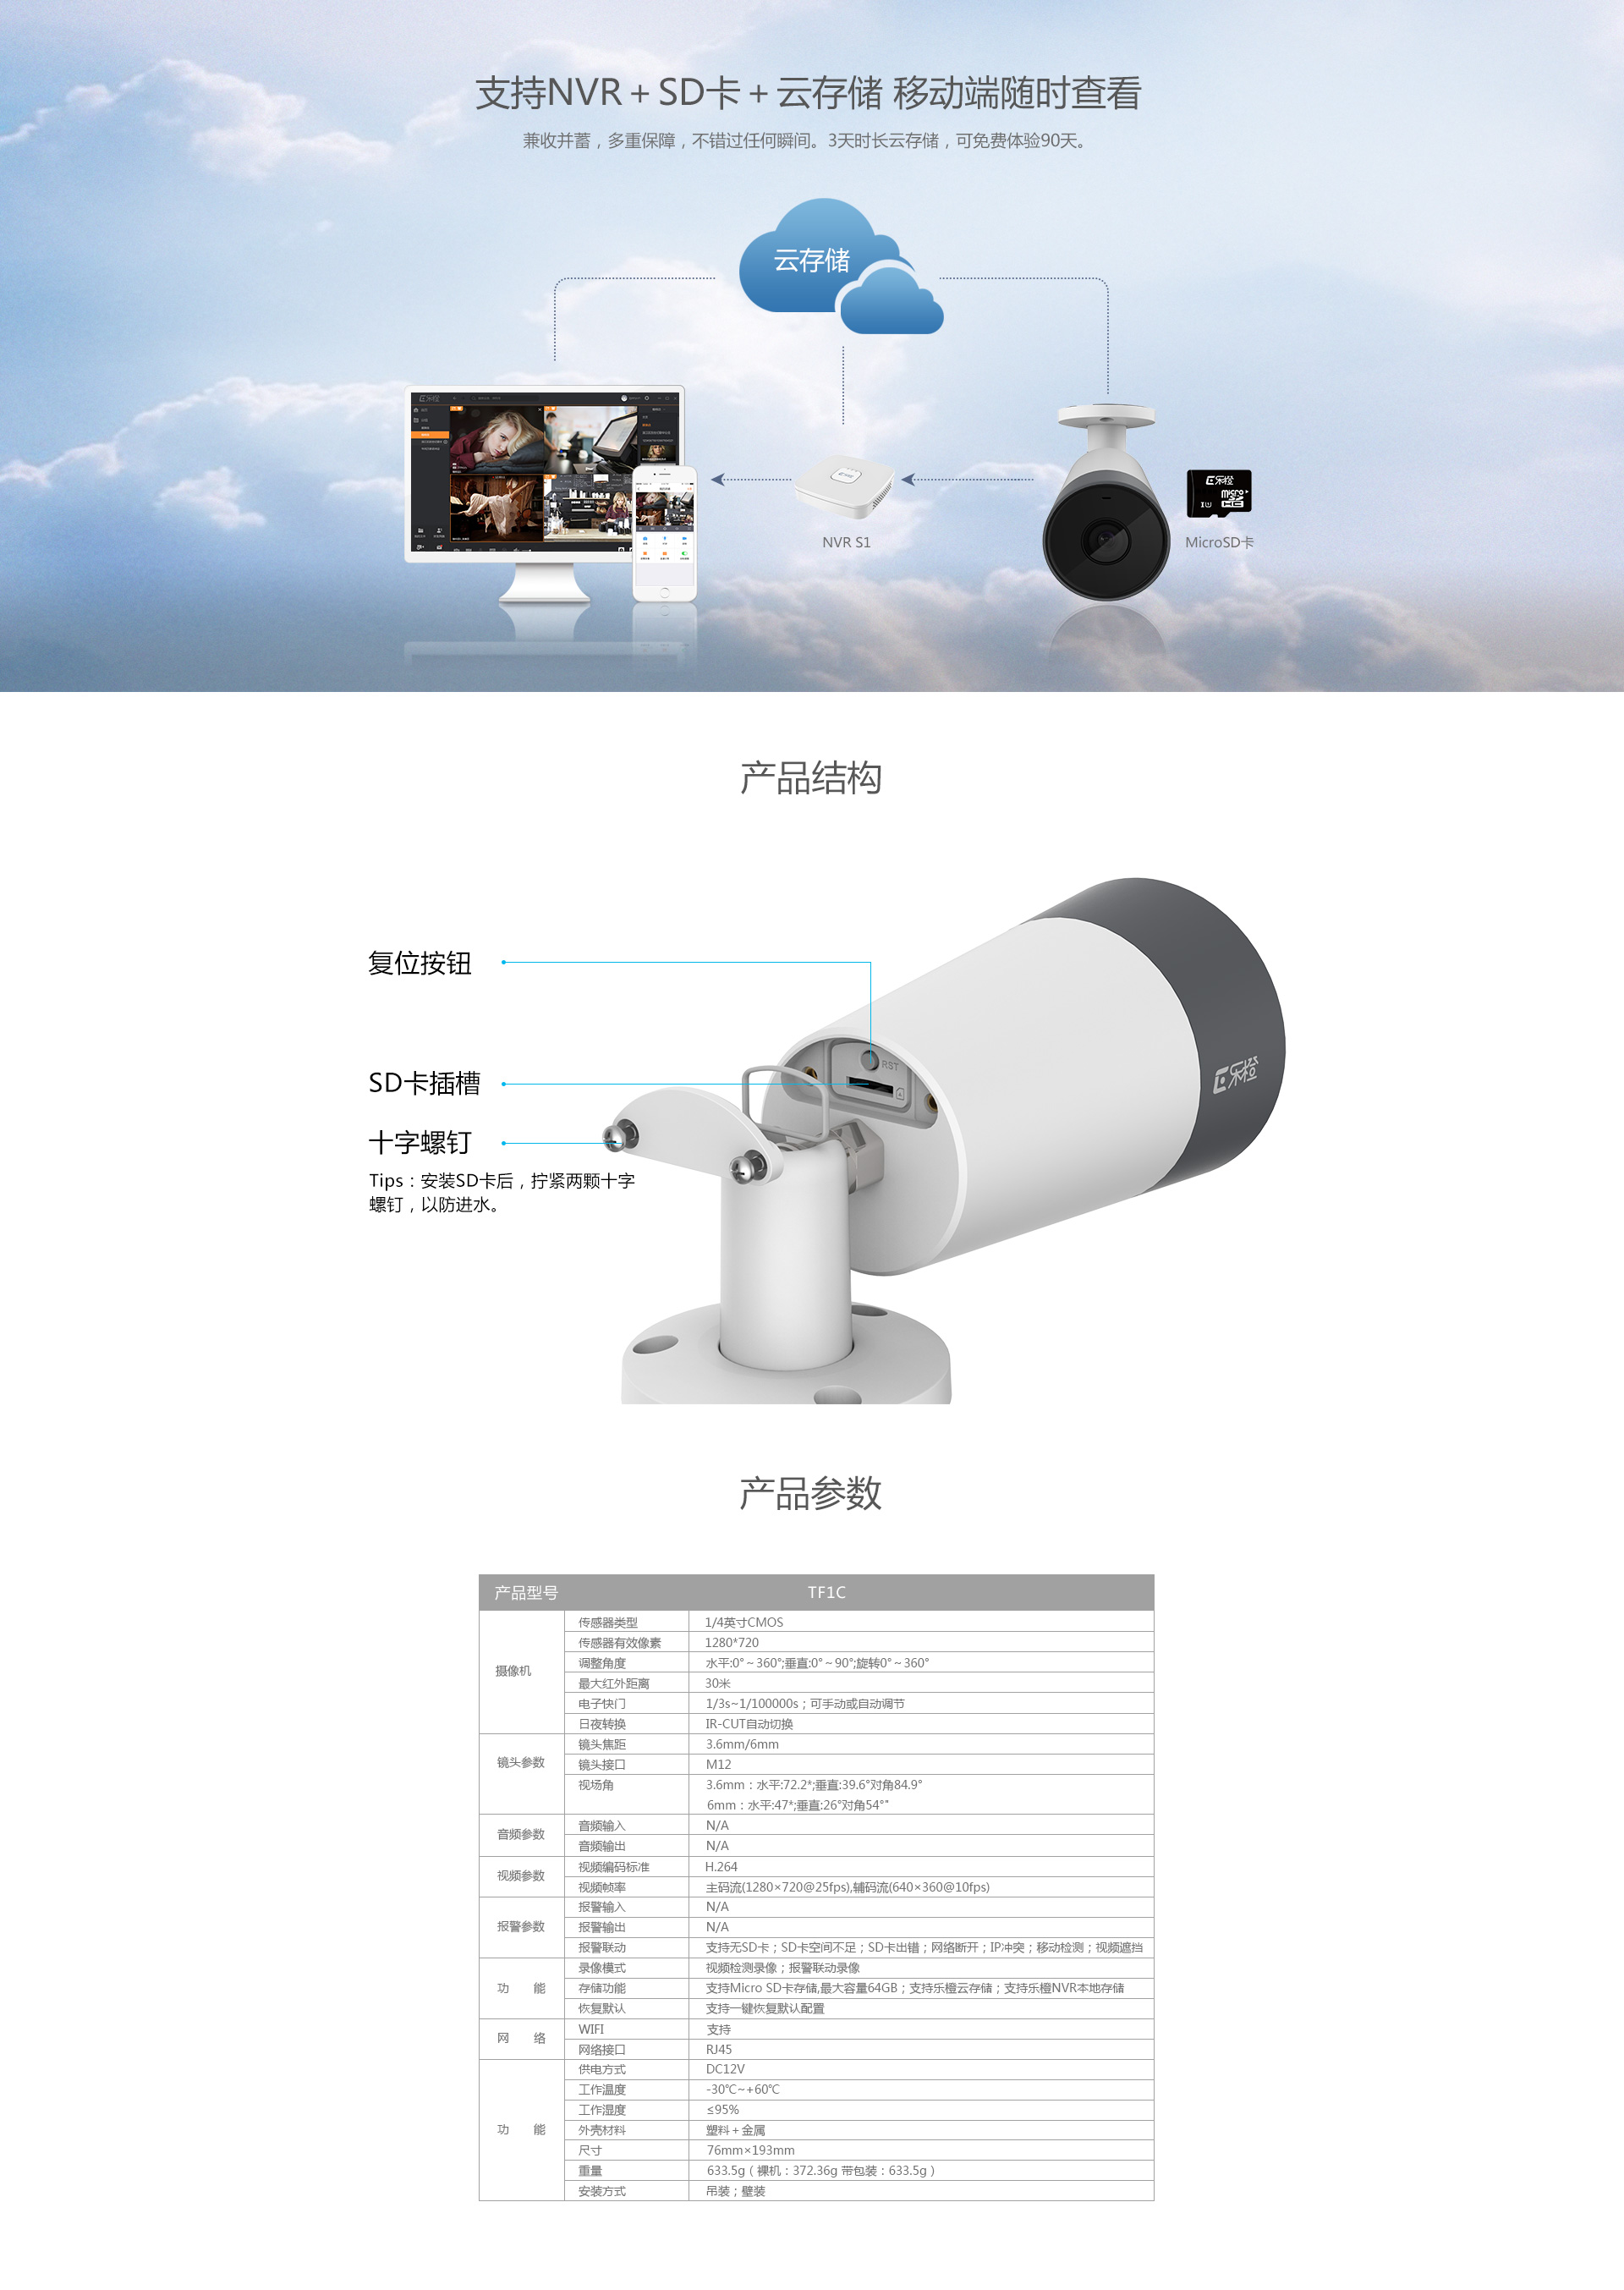 支持NVR＋SD卡＋云存储 移动端随时查看
兼收并蓄，多重保障，不错过任何瞬间。3天时长云存储，可免费体验90天。
云存储
乐橙
乐橙
Micro
HC
NVR S1
MicroSD卡
产品结构
复位按钮
RST
乐橙
SD卡插槽
十字螺钉
Tips：安装SD卡后，拧紧两颗十字
螺钉，以防进水。
产品参数
产品型号 TF1C
摄像机
传感器类型 1/4英寸CMOS
传感器有效像素 1280*720
调整角度 水平:0°～360°;垂直:0°～90°;旋转0°～360°
最大红外距离 30米
电子快门 1/3s~1/100000s；可手动或自动调节
日夜转换 IR-CUT自动切换
镜头参数
镜头焦距 3.6mm/6mm
镜头接口 M12
视场角 3.6mm：水平:72.2*;垂直:39.6°对角84.9°
6mm：水平:47*;垂直:26°对角54°"
音频参数
音频输入 N/A
音频输出 N/A
视频参数
视频编码标准 H.264
视频帧率 主码流(1280×720@25fps),辅码流(640×360@10fps)
报警参数
报警输入 N/A
报警输出 N/A
报警联动 支持无SD卡；SD卡空间不足；SD卡出错；网络断开；IP冲突；移动检测；视频遮挡
功 能
录像模式 视频检测录像；报警联动录像
存储功能 支持Micro SD卡存储,最大容量64GB；支持乐橙云存储；支持乐橙NVR本地存储
恢复默认 支持一键恢复默认配置
网 络
WIFI 支持
网络接口 RJ45
功 能
供电方式 DC12V
工作温度 -30℃~+60℃
工作湿度 ≤95%
外壳材料 塑料＋金属
尺寸 76mm×193mm
重量 633.5g（裸机：372.36g 带包装：633.5g）
安装方式 吊装；壁装